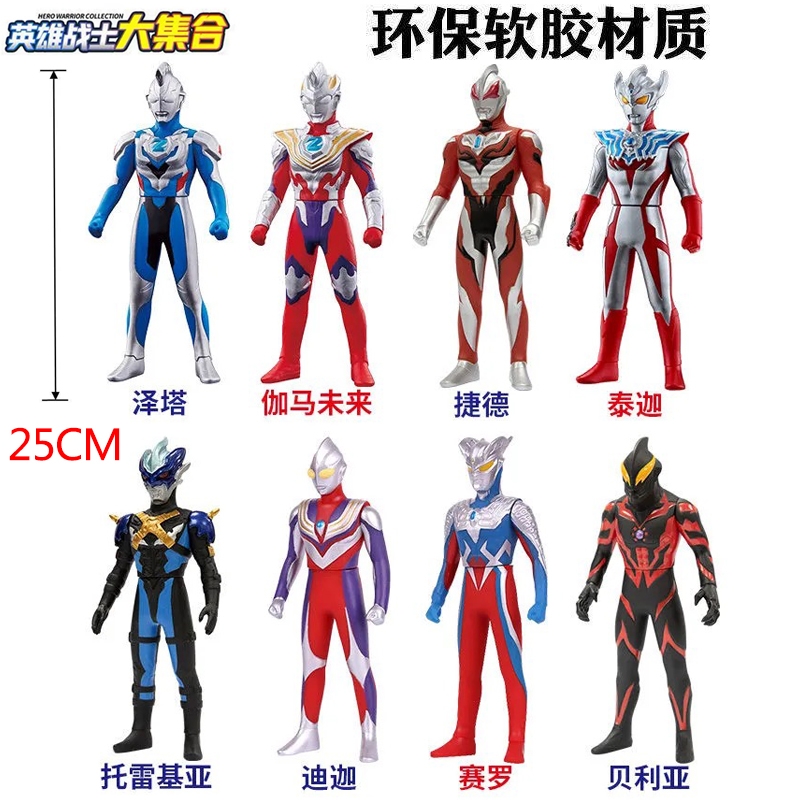 HERO WARRIOR COLLECTION
英雄战士大集合
环保软胶材质
泽塔
伽马未来
捷德
泰迦
25CM
托雷基亚
迪迦
赛罗
贝利亚